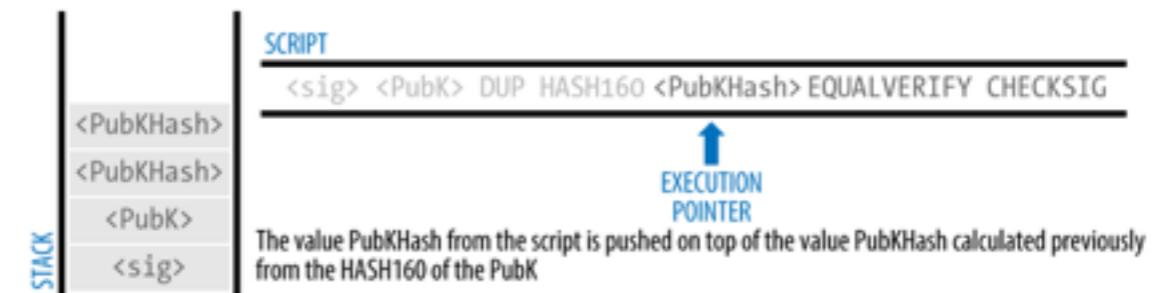 SCRIPT
<sig> <PubK> DUP HASH160 <PubKHash> EQUALVERIFY CHECKSIG
<PubKHash>
<PubKHash>
<PubK>
<sig>
STACK
EXECUTION
POINTER
The value PubKHash from the script is pushed on top of the value PubKHash calculated previously
from the HASH160 of the PubK